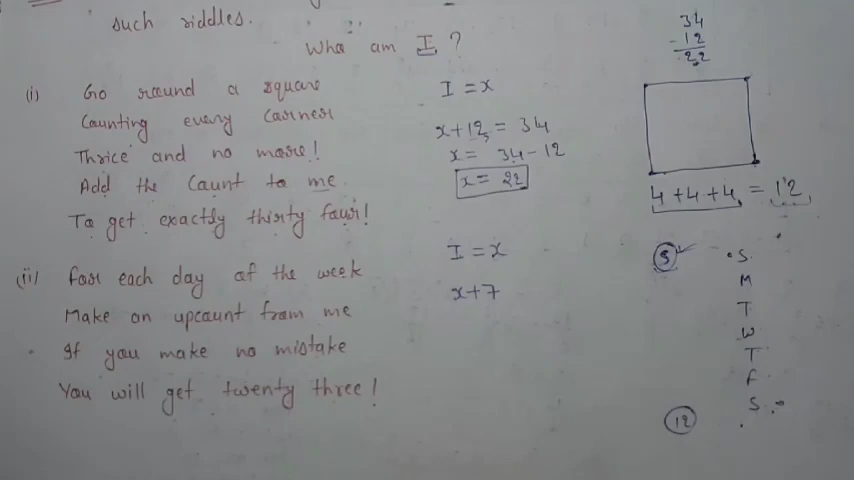 such riddles.
Who am I ?
(i) Go round a square
Counting every corner
Thrice and no more!
Add the count to me
To get exactly thirty four!
I = x
x+12 = 34
x = 34-12
x = 22
34
-12
22
4+4+4 = 12
(ii) For each day of the week
Make an upcount from me
If you make no mistake
You will get twenty three!
I = x
x+7
5
S
M
T
W
T
F
S
12